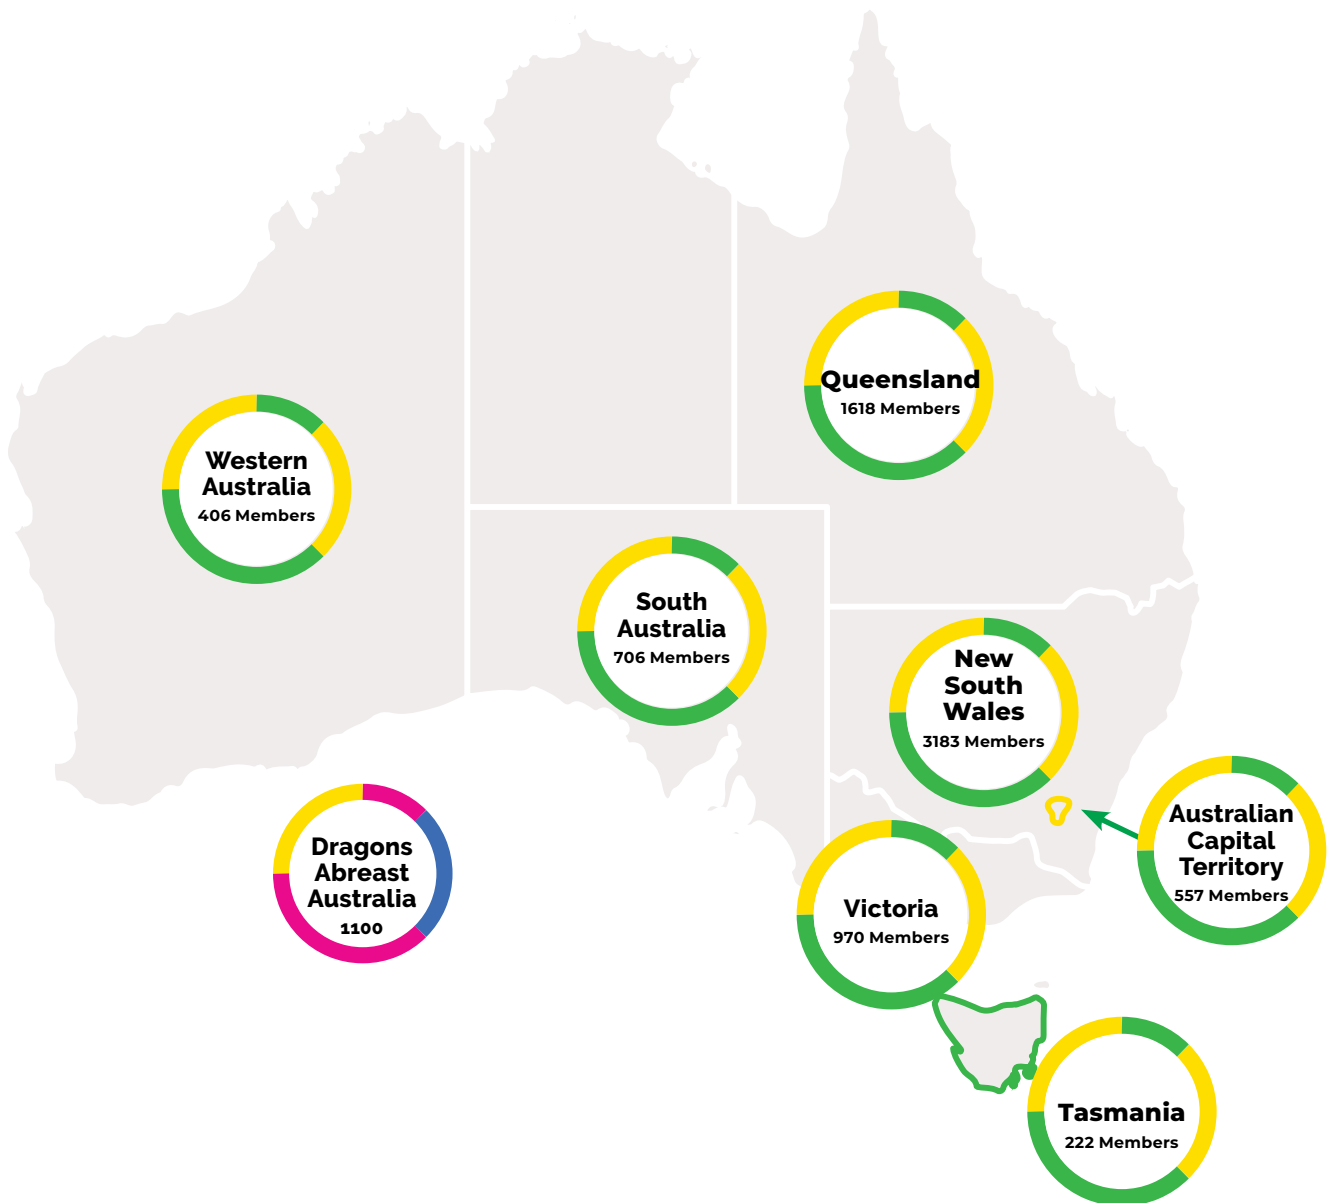 Queensland
1618 Members
Western
Australia
406 Members
South
Australia
706 Members
New
South
Wales
3183 Members
Australian
Capital
Territory
557 Members
Dragons
Abreast
Australia
1100
Victoria
970 Members
Tasmania
222 Members